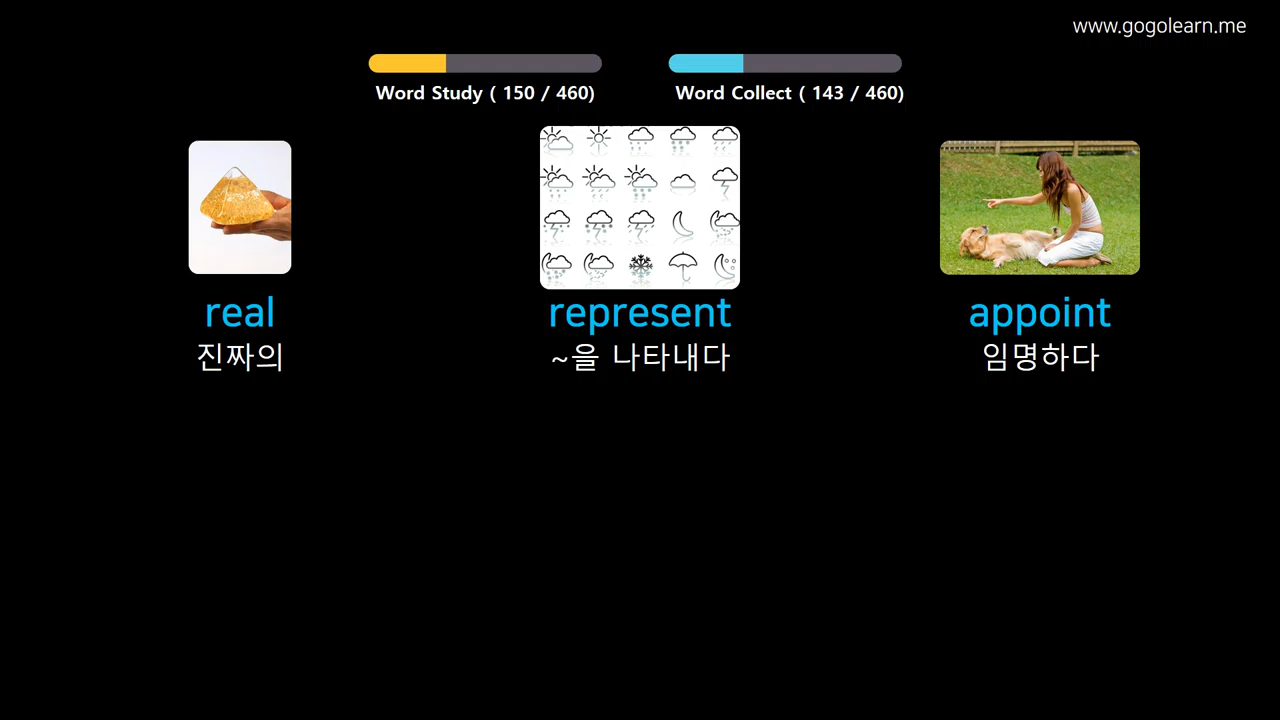 www.gogolearn.me
Word Study ( 150 / 460)
Word Collect ( 143 / 460)
real
represent
appoint
진짜의
~을 나타내다
임명하다